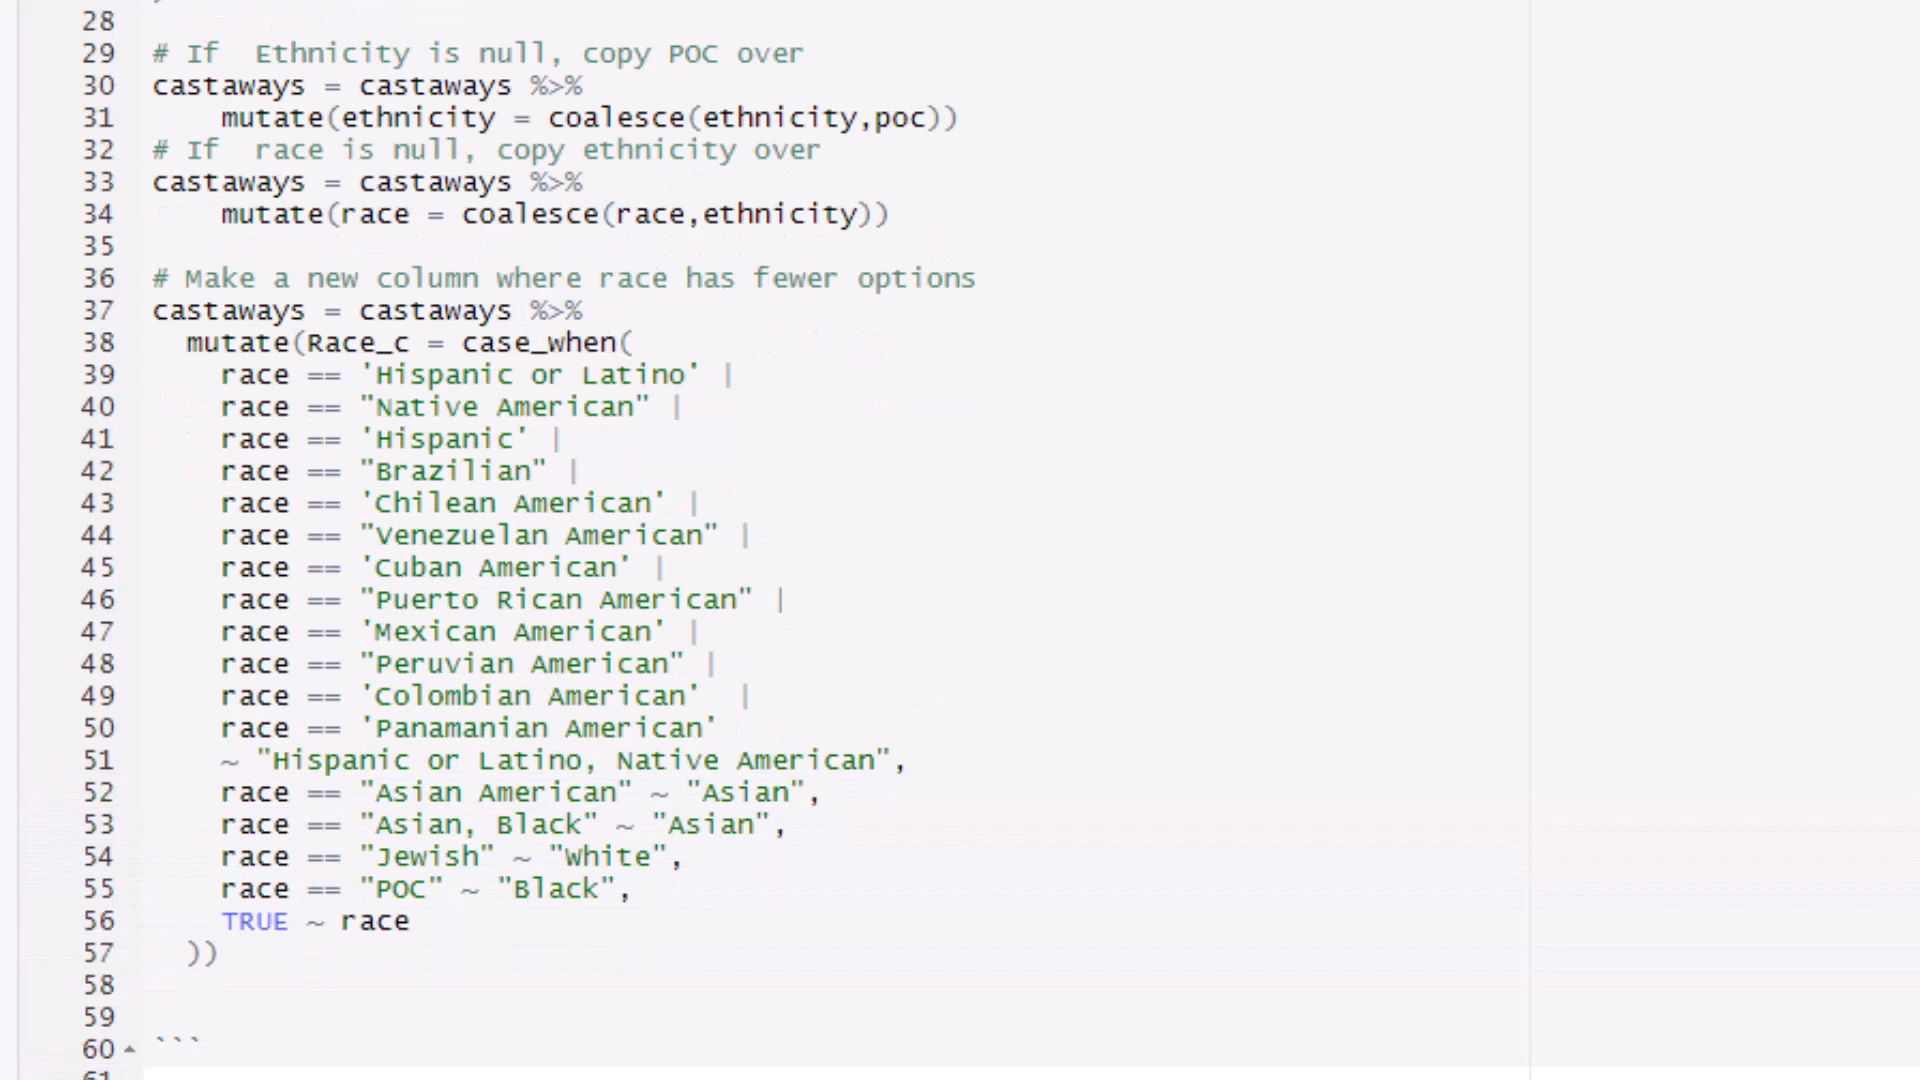 28
29 # If  Ethnicity is null, copy POC over
30 castaways = castaways %>%
31     mutate(ethnicity = coalesce(ethnicity,poc))
32 # If  race is null, copy ethnicity over
33 castaways = castaways %>%
34     mutate(race = coalesce(race,ethnicity))
35
36 # Make a new column where race has fewer options
37 castaways = castaways %>%
38   mutate(Race_c = case_when(
39     race == 'Hispanic or Latino' |
40     race == "Native American" |
41     race == 'Hispanic' |
42     race == "Brazilian" |
43     race == 'Chilean American' |
44     race == "Venezuelan American" |
45     race == 'Cuban American' |
46     race == "Puerto Rican American" |
47     race == 'Mexican American' |
48     race == "Peruvian American" |
49     race == 'Colombian American'  |
50     race == 'Panamanian American'
51     ~ "Hispanic or Latino, Native American",
52     race == "Asian American" ~ "Asian",
53     race == "Asian, Black" ~ "Asian",
54     race == "Jewish" ~ "White",
55     race == "POC" ~ "Black",
56     TRUE ~ race
57   ))
58
59
60 ```
61